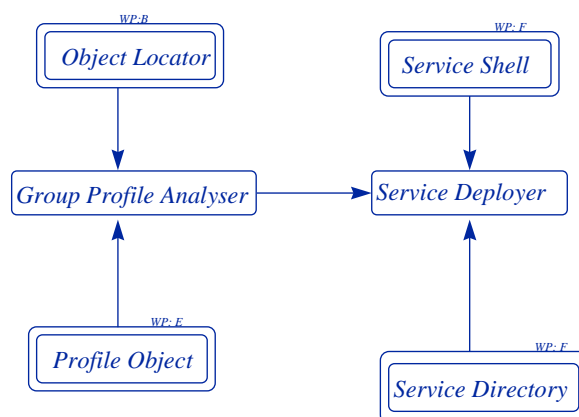 WP:B
WP: F
Object Locator
Service Shell
Group Profile Analyser
Service Deployer
WP: E
WP: F
Profile Object
Service Directory